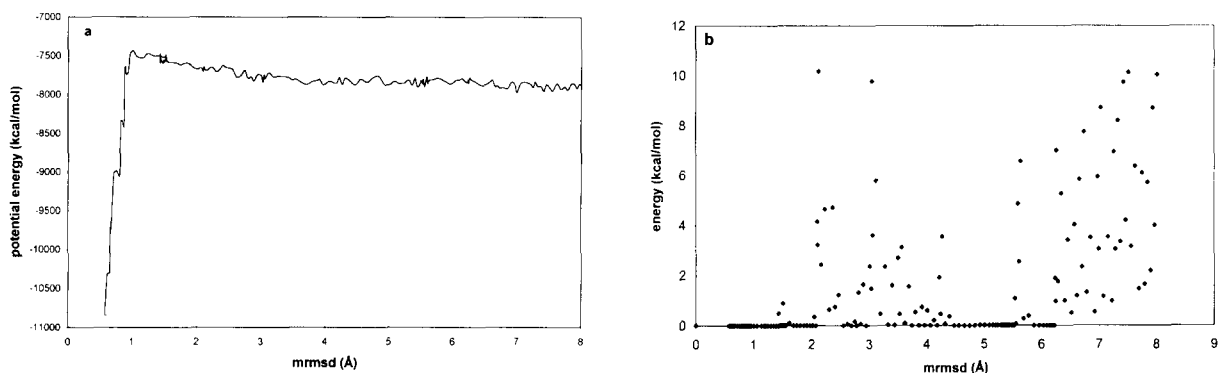 a
-7000
-7500
-8000
-8500
-9000
-9500
-10000
-10500
-11000
potential energy (kcal/mol)
0 1 2 3 4 5 6 7 8
mrmsd (Å)
b
12
10
8
6
4
2
0
energy (kcal/mol)
0 1 2 3 4 5 6 7 8 9
mrmsd (Å)